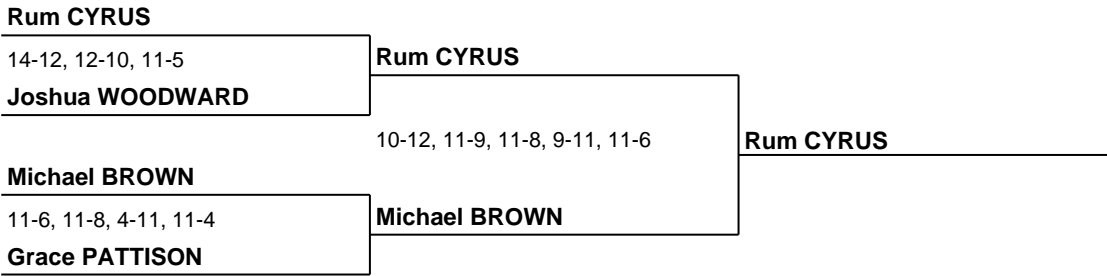 Rum CYRUS
14-12, 12-10, 11-5
Rum CYRUS
Joshua WOODWARD
10-12, 11-9, 11-8, 9-11, 11-6
Rum CYRUS
Michael BROWN
11-6, 11-8, 4-11, 11-4
Michael BROWN
Grace PATTISON